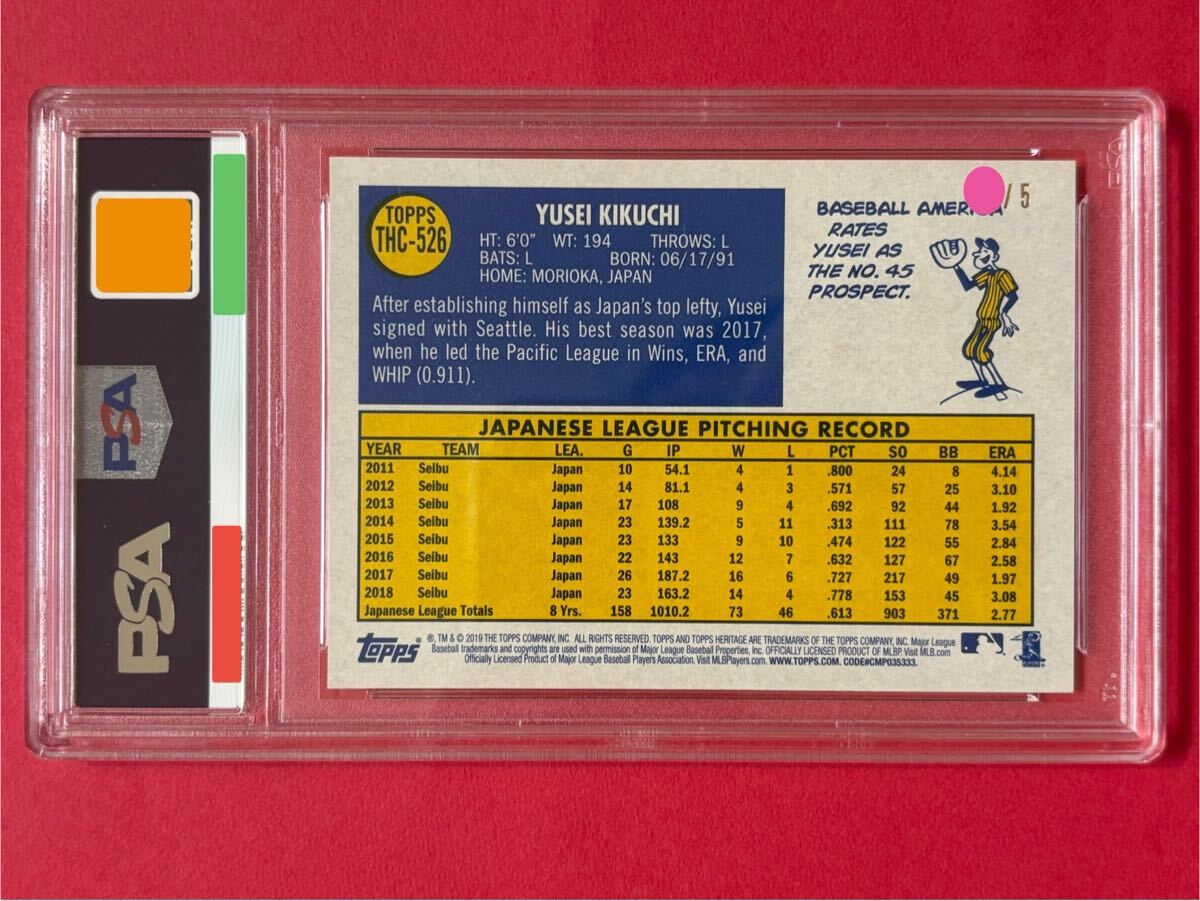 PSA
PSA
TOPPS
THC-526
YUSEI KIKUCHI
HT: 6'0" WT: 194 THROWS: L
BATS: L BORN: 06/17/91
HOME: MORIOKA, JAPAN
After establishing himself as Japan's top lefty, Yusei
signed with Seattle. His best season was 2017,
when he led the Pacific League in Wins, ERA, and
WHIP (0.911).
/ 5
BASEBALL AMERICA
RATES
YUSEI AS
THE NO. 45
PROSPECT.
JAPANESE LEAGUE PITCHING RECORD
YEAR TEAM LEA. G IP W L PCT SO BB ERA
2011 Seibu Japan 10 54.1 4 1 .800 24 8 4.14
2012 Seibu Japan 14 81.1 4 3 .571 57 25 3.10
2013 Seibu Japan 17 108 9 4 .692 92 44 1.92
2014 Seibu Japan 23 139.2 5 11 .313 111 78 3.54
2015 Seibu Japan 23 133 9 10 .474 122 55 2.84
2016 Seibu Japan 22 143 12 7 .632 127 67 2.58
2017 Seibu Japan 26 187.2 16 6 .727 217 49 1.97
2018 Seibu Japan 23 163.2 14 4 .778 153 45 3.08
Japanese League Totals 8 Yrs. 158 1010.2 73 46 .613 903 371 2.77
Topps ®, TM & © 2019 THE TOPPS COMPANY, INC. ALL RIGHTS RESERVED. TOPPS AND TOPPS HERITAGE ARE TRADEMARKS OF THE TOPPS COMPANY, INC. Major League
Baseball trademarks and copyrights are used with permission of Major League Baseball Properties, Inc. OFFICIALLY LICENSED PRODUCT OF MLBP. Visit MLB.com
Officially Licensed Product of Major League Baseball Players Association. Visit MLBPlayers.com. WWW.TOPPS.COM. CODE#CMP035333.